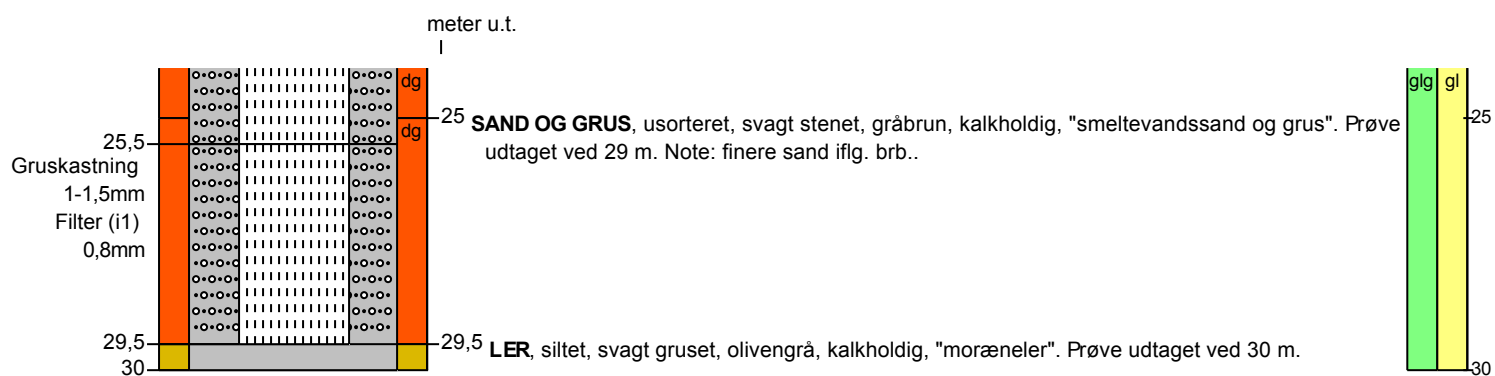 meter u.t.
dg
glg gl
25 SAND OG GRUS, usorteret, svagt stenet, gråbrun, kalkholdig, "smeltevandssand og grus". Prøve
25
dg
25,5
udtaget ved 29 m. Note: finere sand iflg. brb..
Gruskastning
1-1,5mm
Filter (i1)
0,8mm
29,5
29,5 LER, siltet, svagt gruset, olivengrå, kalkholdig, "moræneler". Prøve udtaget ved 30 m.
30
30